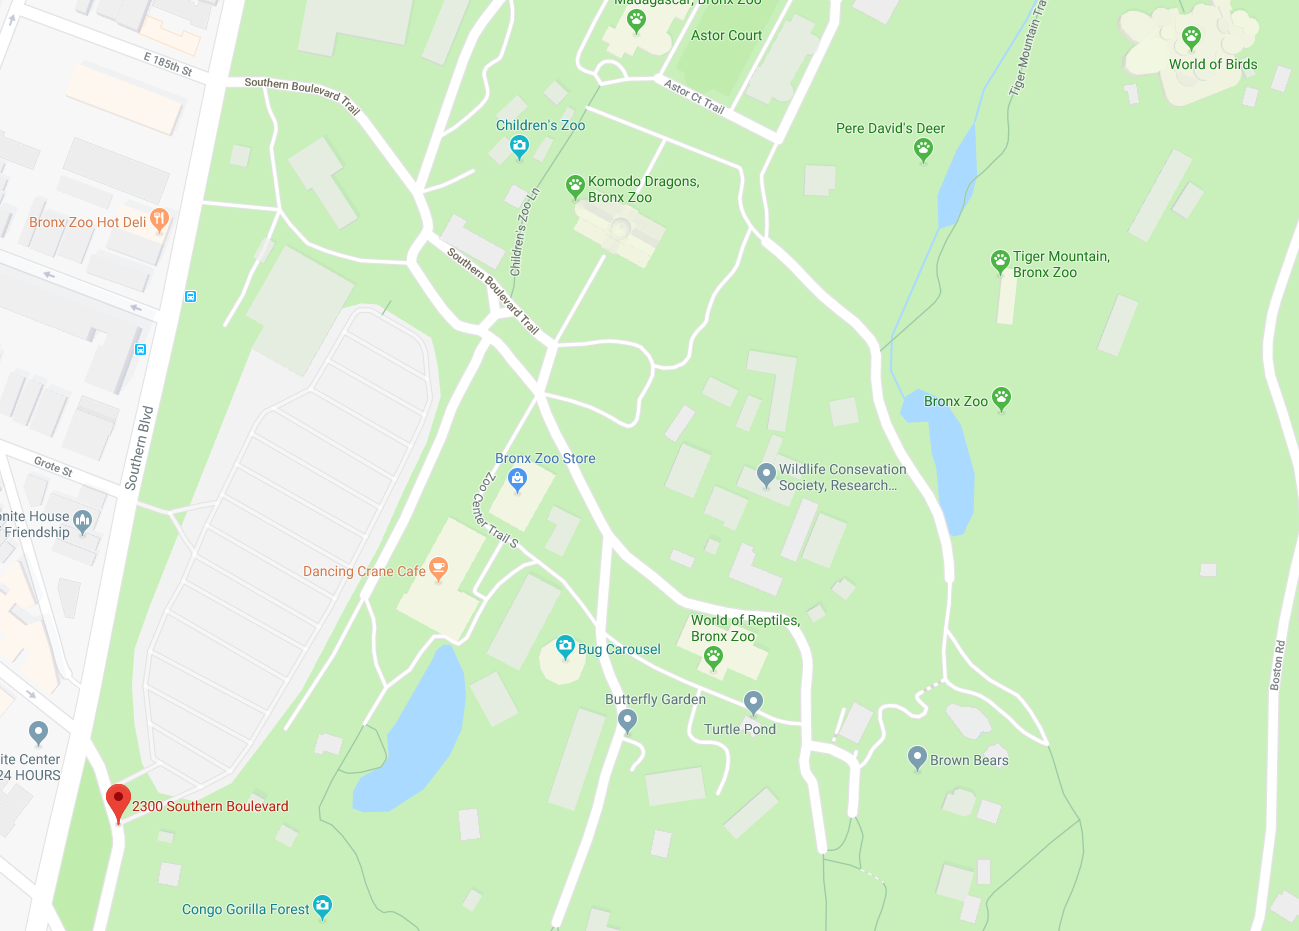 Madagascar, Bronx Zoo
Astor Court
World of Birds
E 185th St
Southern Boulevard Trail
Astor Ct Trail
Tiger Mountain Tra
Children's Zoo
Pere David's Deer
Komodo Dragons,
Bronx Zoo
Children's Zoo Ln
Bronx Zoo Hot Deli
Southern Boulevard Trail
Tiger Mountain,
Bronx Zoo
Bronx Zoo
Southern Blvd
Grote St
Bronx Zoo Store
Wildlife Consevation
Society, Research...
Zoo Center Trail S
onite House
f Friendship
Dancing Crane Cafe
World of Reptiles,
Bronx Zoo
Bug Carousel
Boston Rd
Butterfly Garden
Turtle Pond
ite Center
24 HOURS
Brown Bears
2300 Southern Boulevard
Congo Gorilla Forest